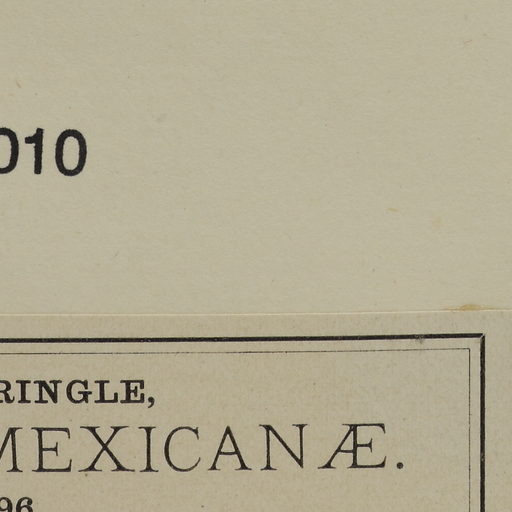 010
RINGLE,
MEXICANÆ.
96